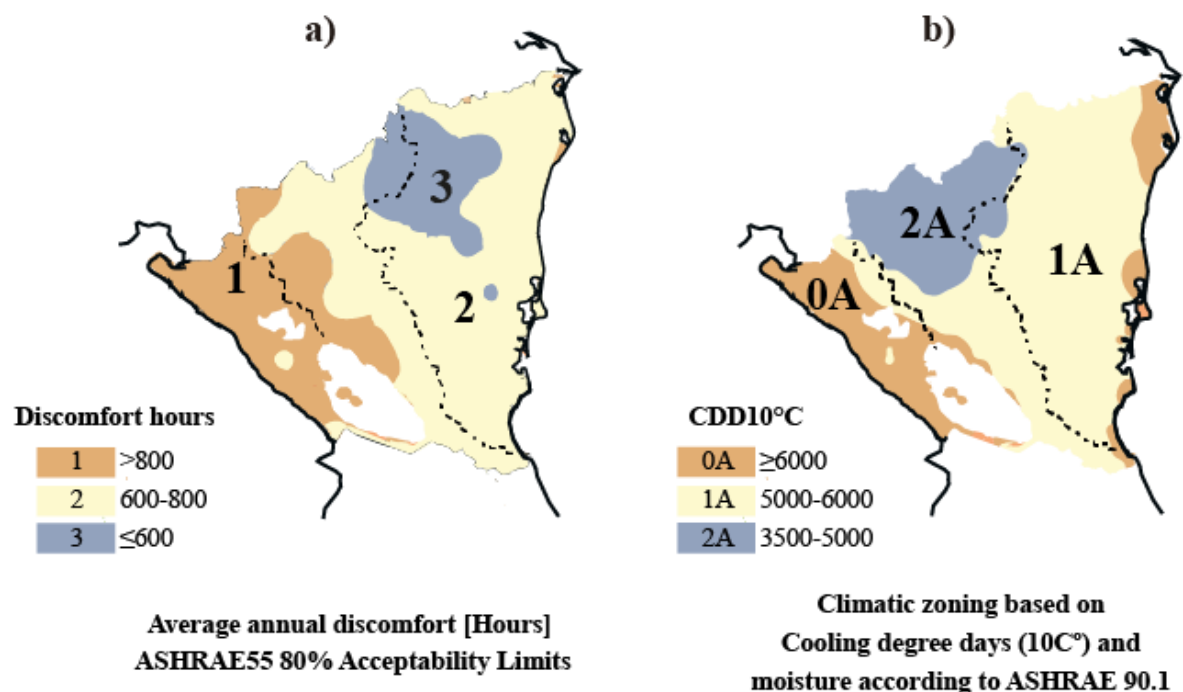 a)
3
1
2
Discomfort hours
1 >800
2 600-800
3 ≤600
Average annual discomfort [Hours]
ASHRAE55 80% Acceptability Limits
b)
2A
1A
0A
CDD10°C
0A ≥6000
1A 5000-6000
2A 3500-5000
Climatic zoning based on
Cooling degree days (10Cº) and
moisture according to ASHRAE 90.1